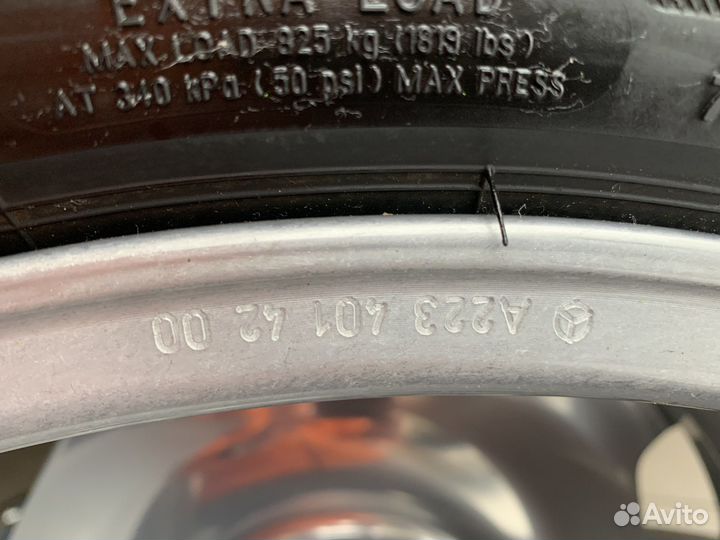 EXTRA LOAD
MAX LOAD 825 kg (1819 lbs)
AT 340 kPa (50 psi) MAX PRESS
A223 401 42 00
Avito